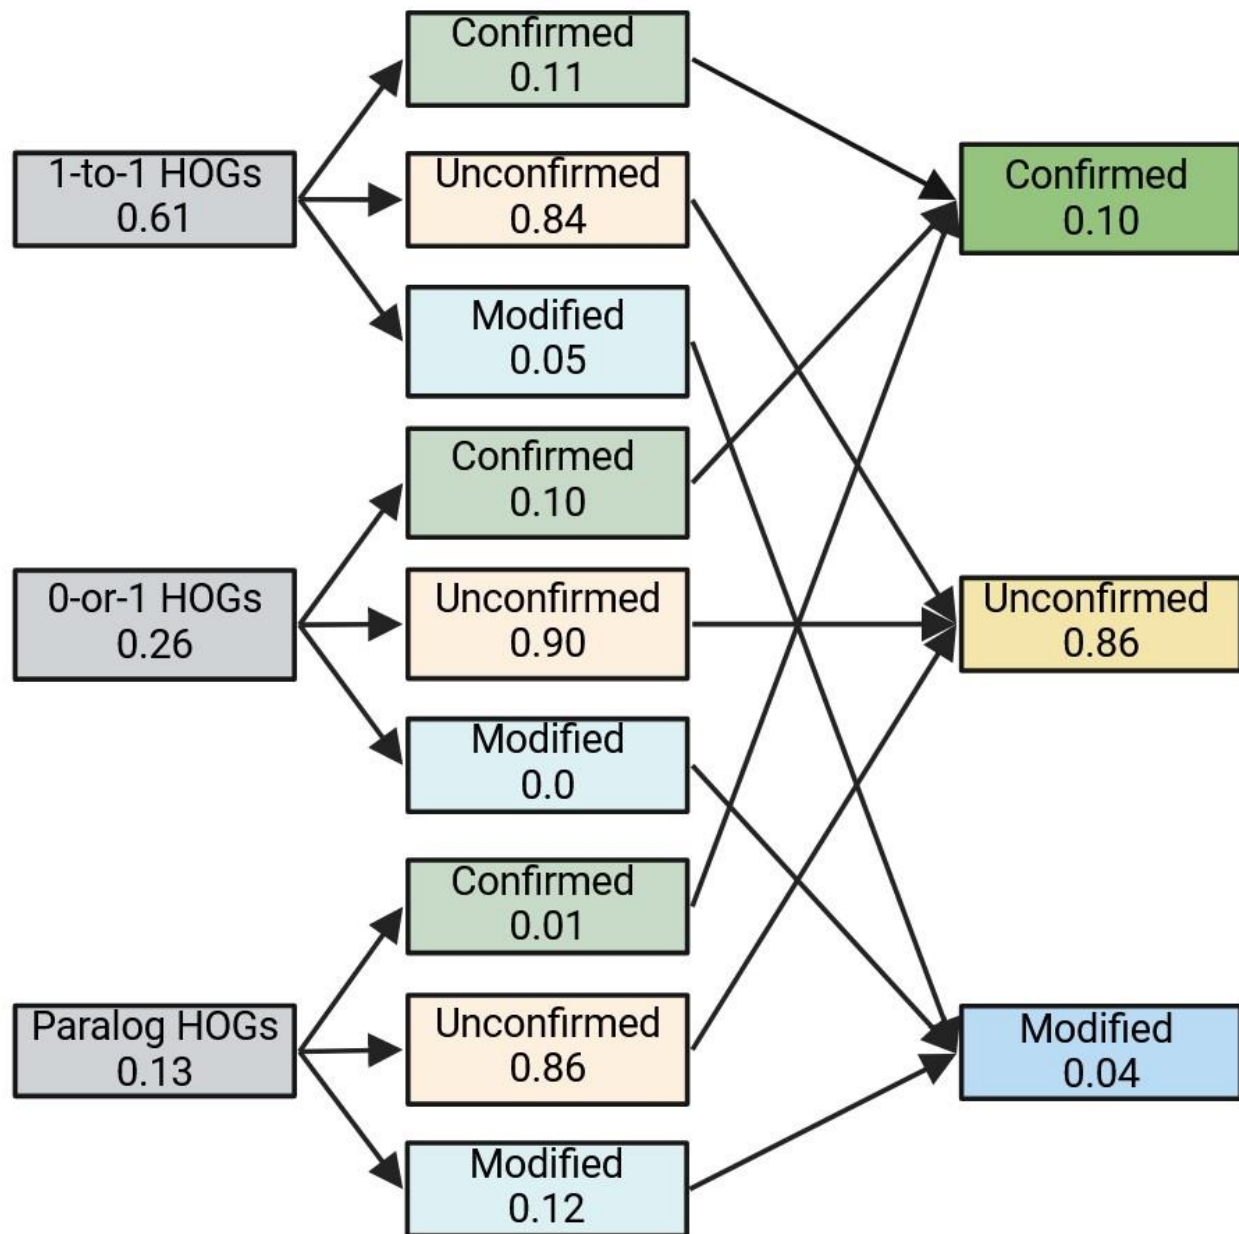 1-to-1 HOGs
0.61
0-or-1 HOGs
0.26
Paralog HOGs
0.13
Confirmed
0.11
Unconfirmed
0.84
Modified
0.05
Confirmed
0.10
Unconfirmed
0.90
Modified
0.0
Confirmed
0.01
Unconfirmed
0.86
Modified
0.12
Confirmed
0.10
Unconfirmed
0.86
Modified
0.04